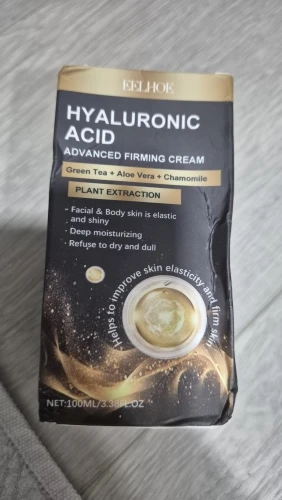 EELHOE
HYALURONIC
ACID
ADVANCED FIRMING CREAM
Green Tea + Aloe Vera + Chamomile
PLANT EXTRACTION
· Facial & Body skin is elastic
and shiny
· Deep moisturizing
· Refuse to dry and dull
Helps to improve skin elasticity and firm skin
NET:100ML/3.38FL.OZ